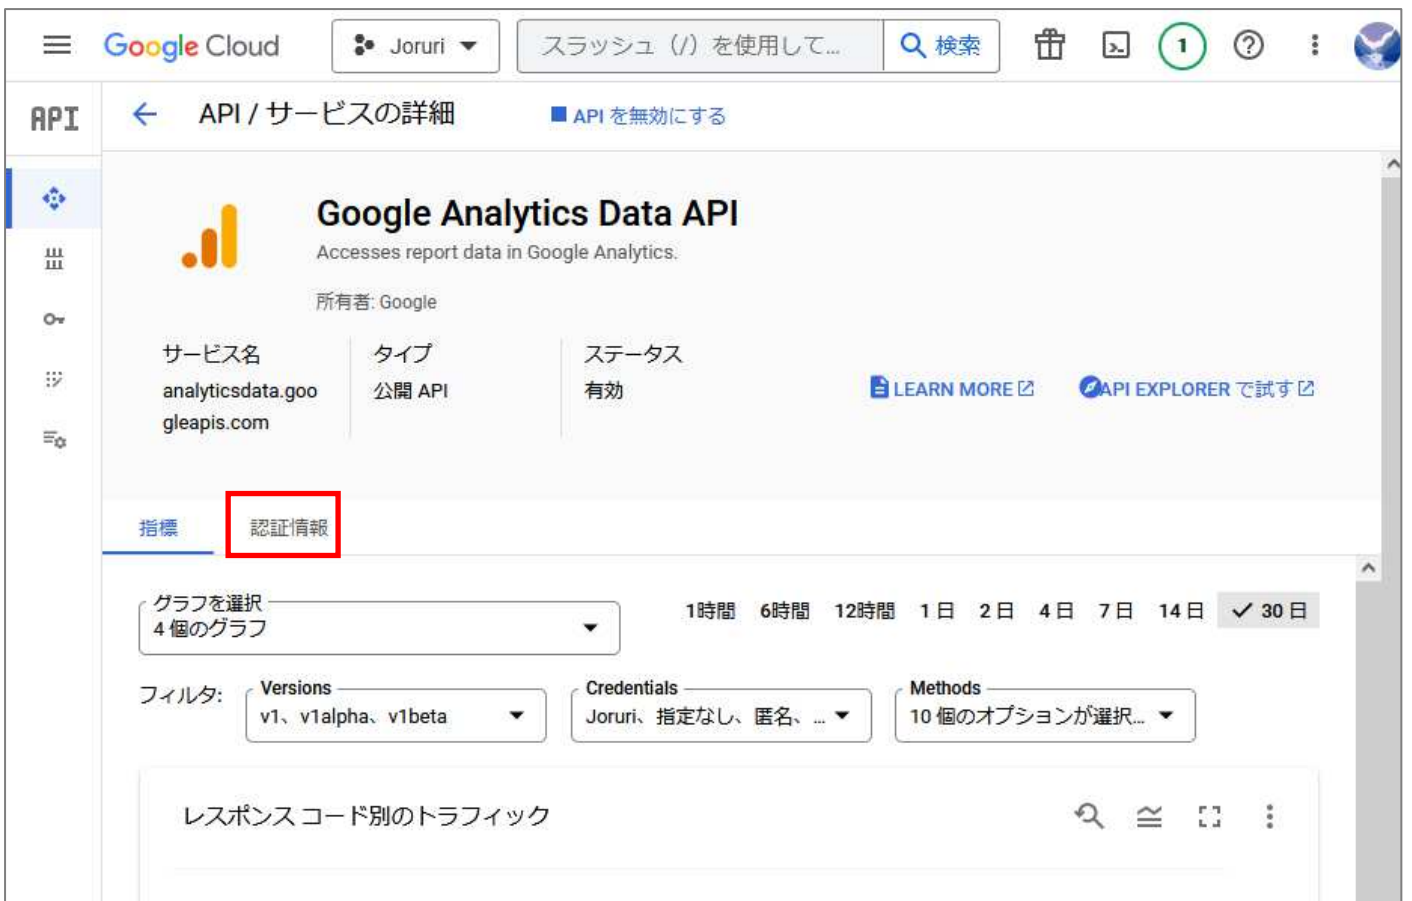 Google Cloud
Joruri
スラッシュ（/）を使用して...
検索
1
API
API / サービスの詳細
API を無効にする
Google Analytics Data API
Accesses report data in Google Analytics.
所有者: Google
サービス名
タイプ
ステータス
analyticsdata.goo
gleapis.com
公開 API
有効
LEARN MORE
API EXPLORER で試す
指標
認証情報
グラフを選択
4 個のグラフ
1時間 6時間 12時間 1 日 2 日 4 日 7 日 14 日 30 日
フィルタ:
Versions
v1、v1alpha、v1beta
Credentials
Joruri、指定なし、匿名、...
Methods
10 個のオプションが選択...
レスポンス コード別のトラフィック